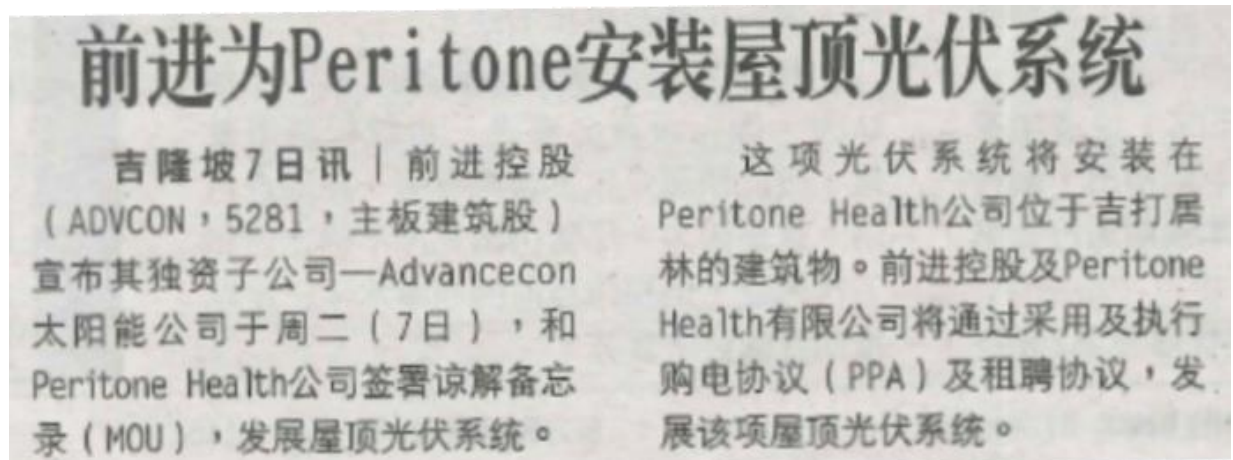 前进为Peritone安装屋顶光伏系统
吉隆坡7日讯｜前进控股
（ADVCON，5281，主板建筑股）
宣布其独资子公司—Advancecon
太阳能公司于周二（7日），和
Peritone Health公司签署谅解备忘
录（MOU），发展屋顶光伏系统。
这项光伏系统将安装在
Peritone Health公司位于吉打居
林的建筑物。前进控股及Peritone
Health有限公司将通过采用及执行
购电协议（PPA）及租聘协议，发
展该项屋顶光伏系统。